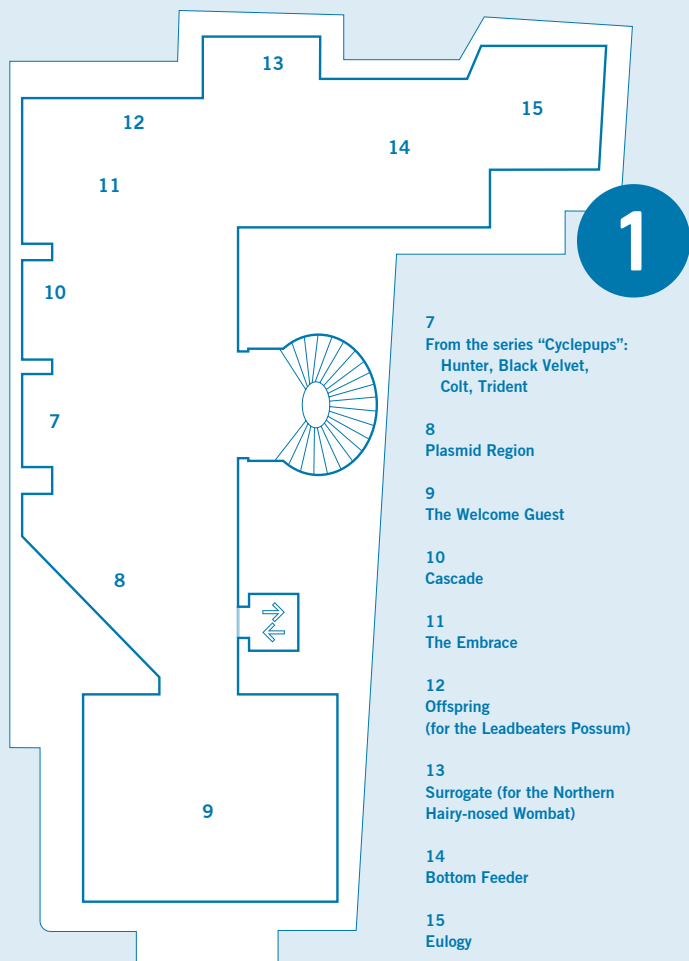 13
15
12
14
11
1
10
7
8
9
7
From the series “Cyclepups”:
Hunter, Black Velvet,
Colt, Trident
8
Plasmid Region
9
The Welcome Guest
10
Cascade
11
The Embrace
12
Offspring
(for the Leadbeaters Possum)
13
Surrogate (for the Northern
Hairy-nosed Wombat)
14
Bottom Feeder
15
Eulogy